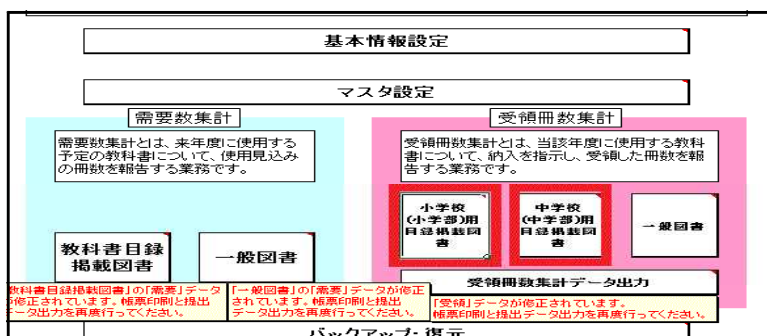 基本情報設定
マスタ設定
需要数集計
需要数集計とは、来年度に使用する
予定の教科書について、使用見込み
の冊数を報告する業務です。
教科書目録
掲載図書
一般図書
教科書目録掲載図書」の「需要」データ
が修正されています。帳票印刷と提出
データ出力を再度行ってください。
「一般図書」の「需要」データが修正
されています。帳票印刷と提出
データ出力を再度行ってください。
受領冊数集計
受領冊数集計とは、当該年度に使用する教科
書について、納入を指示し、受領した冊数を報
告する業務です。
小学校
(小学部)用
目録掲載図
書
中学校
(中学部)用
目録掲載図
書
一般図書
受領冊数集計データ出力
「受領」データが修正されています。
帳票印刷と提出データ出力を再度行ってください。
バックアップ・復元